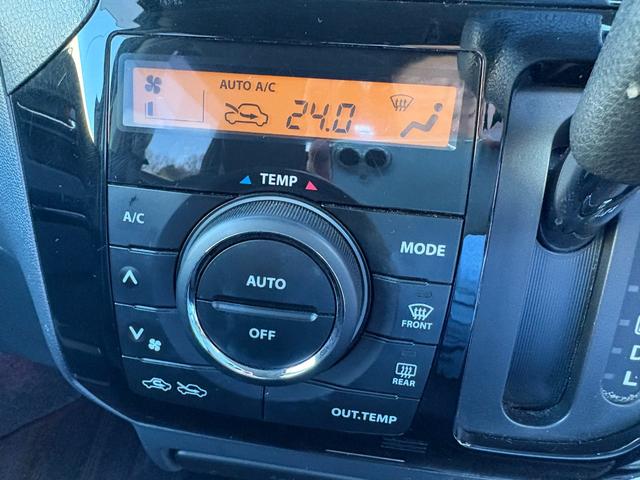 AUTO A/C
24.0
TEMP
A/C
MODE
AUTO
OFF
FRONT
REAR
OUT.TEMP
D
L